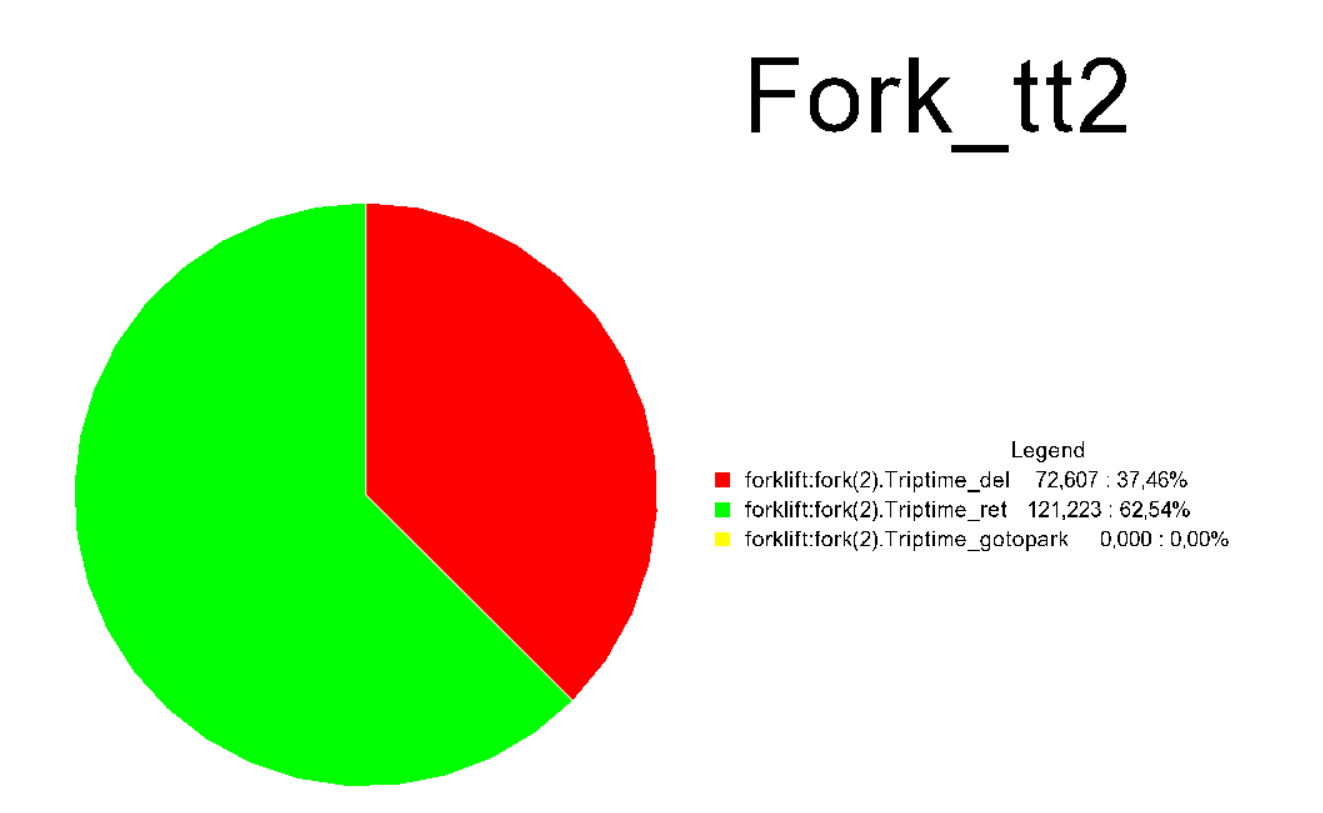 Fork_tt2
Legend
forklift:fork(2).Triptime_del 72,607 : 37,46%
forklift:fork(2).Triptime_ret 121,223 : 62,54%
forklift:fork(2).Triptime_gotopark 0,000 : 0,00%